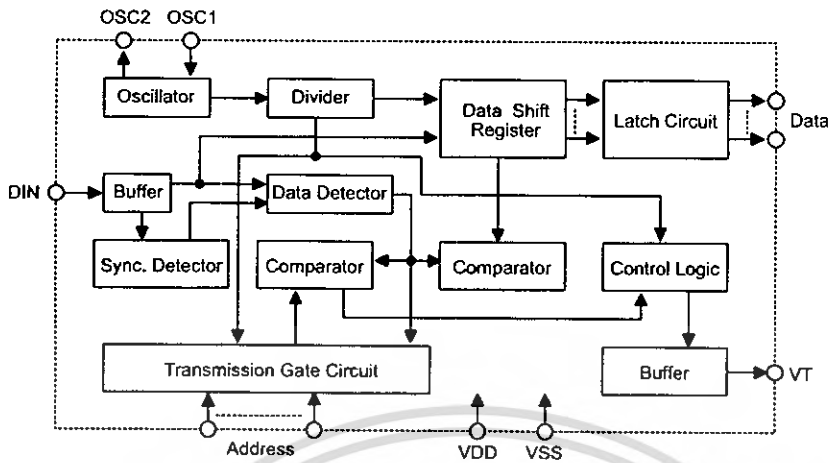 OSC2 OSC1
Oscillator
Divider
Data Shift
Register
Latch Circuit
Data
DIN
Buffer
Data Detector
Sync. Detector
Comparator
Comparator
Control Logic
Transmission Gate Circuit
Buffer
VT
Address
VDD
VSS